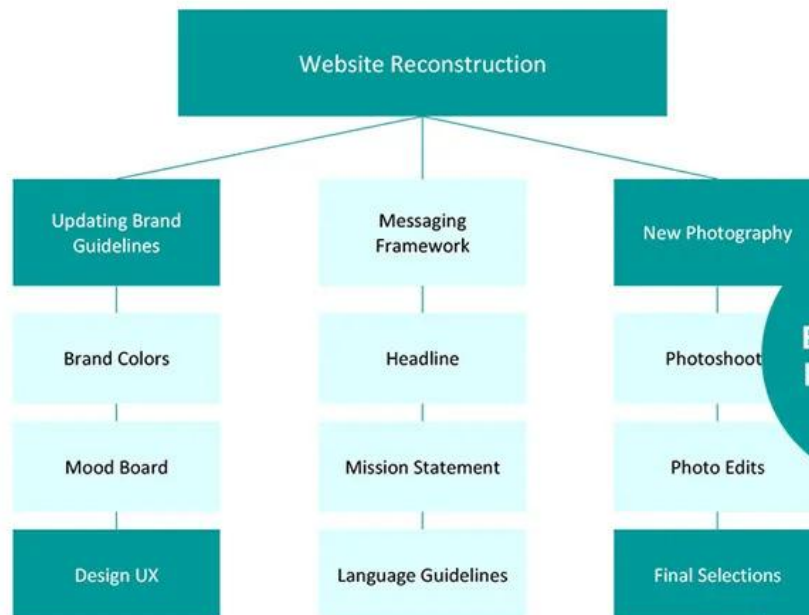 Website Reconstruction
Updating Brand
Guidelines
Messaging
Framework
New Photography
Brand Colors
Headline
Photoshoot
Mood Board
Mission Statement
Photo Edits
Design UX
Language Guidelines
Final Selections